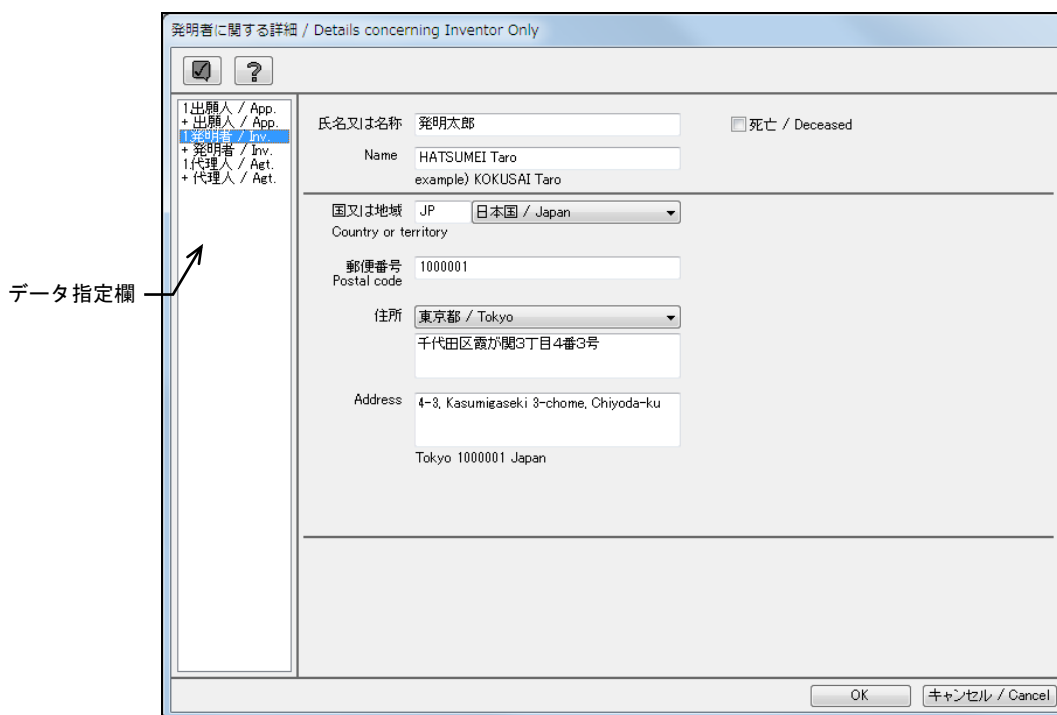 発明者に関する詳細 / Details concerning Inventor Only
?
1出願人 / App.
+ 出願人 / App.
1発明者 / Inv.
+ 発明者 / Inv.
1代理人 / Agt.
+ 代理人 / Agt.
データ指定欄
氏名又は名称 発明太郎 死亡 / Deceased
Name HATSUMEI Taro
example) KOKUSAI Taro
国又は地域 JP 日本国 / Japan
Country or territory
郵便番号 1000001
Postal code
住所 東京都 / Tokyo
千代田区霞が関3丁目4番3号
Address 4-3, Kasumigaseki 3-chome, Chiyoda-ku
Tokyo 1000001 Japan
OK キャンセル / Cancel